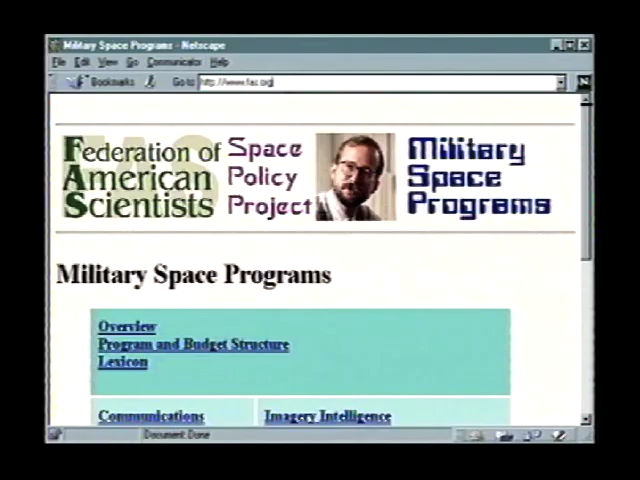 Military Space Programs - Netscape
File Edit View Go Communicator Help
Bookmarks Go to: http://www.fas.org
Federation of
American
Scientists
Space
Policy
Project
Military
Space
Programs
Military Space Programs
Overview
Program and Budget Structure
Lexicon
Communications Imagery Intelligence
Document: Done